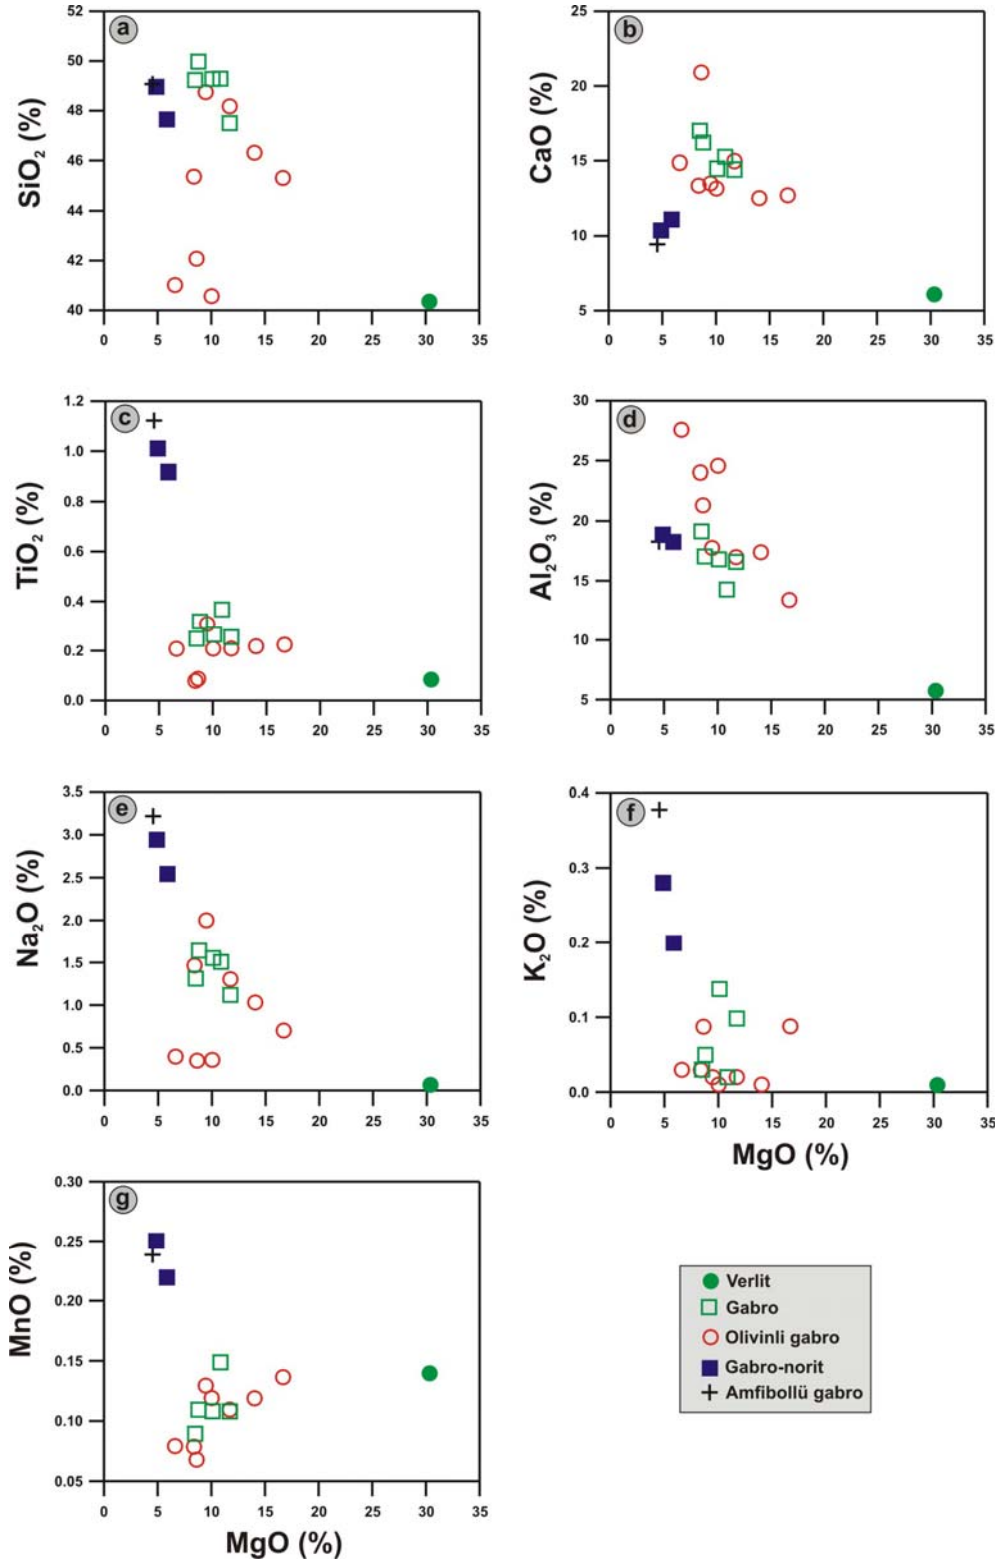 a
SiO2 (%)
52
50
48
46
44
42
40
0 5 10 15 20 25 30 35
b
CaO (%)
25
20
15
10
5
0 5 10 15 20 25 30 35
c
TiO2 (%)
1.2
1.0
0.8
0.6
0.4
0.2
0.0
0 5 10 15 20 25 30 35
d
Al2O3 (%)
30
25
20
15
10
5
0 5 10 15 20 25 30 35
e
Na2O (%)
3.5
3.0
2.5
2.0
1.5
1.0
0.5
0.0
0 5 10 15 20 25 30 35
f
K2O (%)
0.4
0.3
0.2
0.1
0.0
0 5 10 15 20 25 30 35
MgO (%)
g
MnO (%)
0.30
0.25
0.20
0.15
0.10
0.05
0 5 10 15 20 25 30 35
MgO (%)
Verlit
Gabro
Olivinli gabro
Gabro-norit
Amfibollü gabro